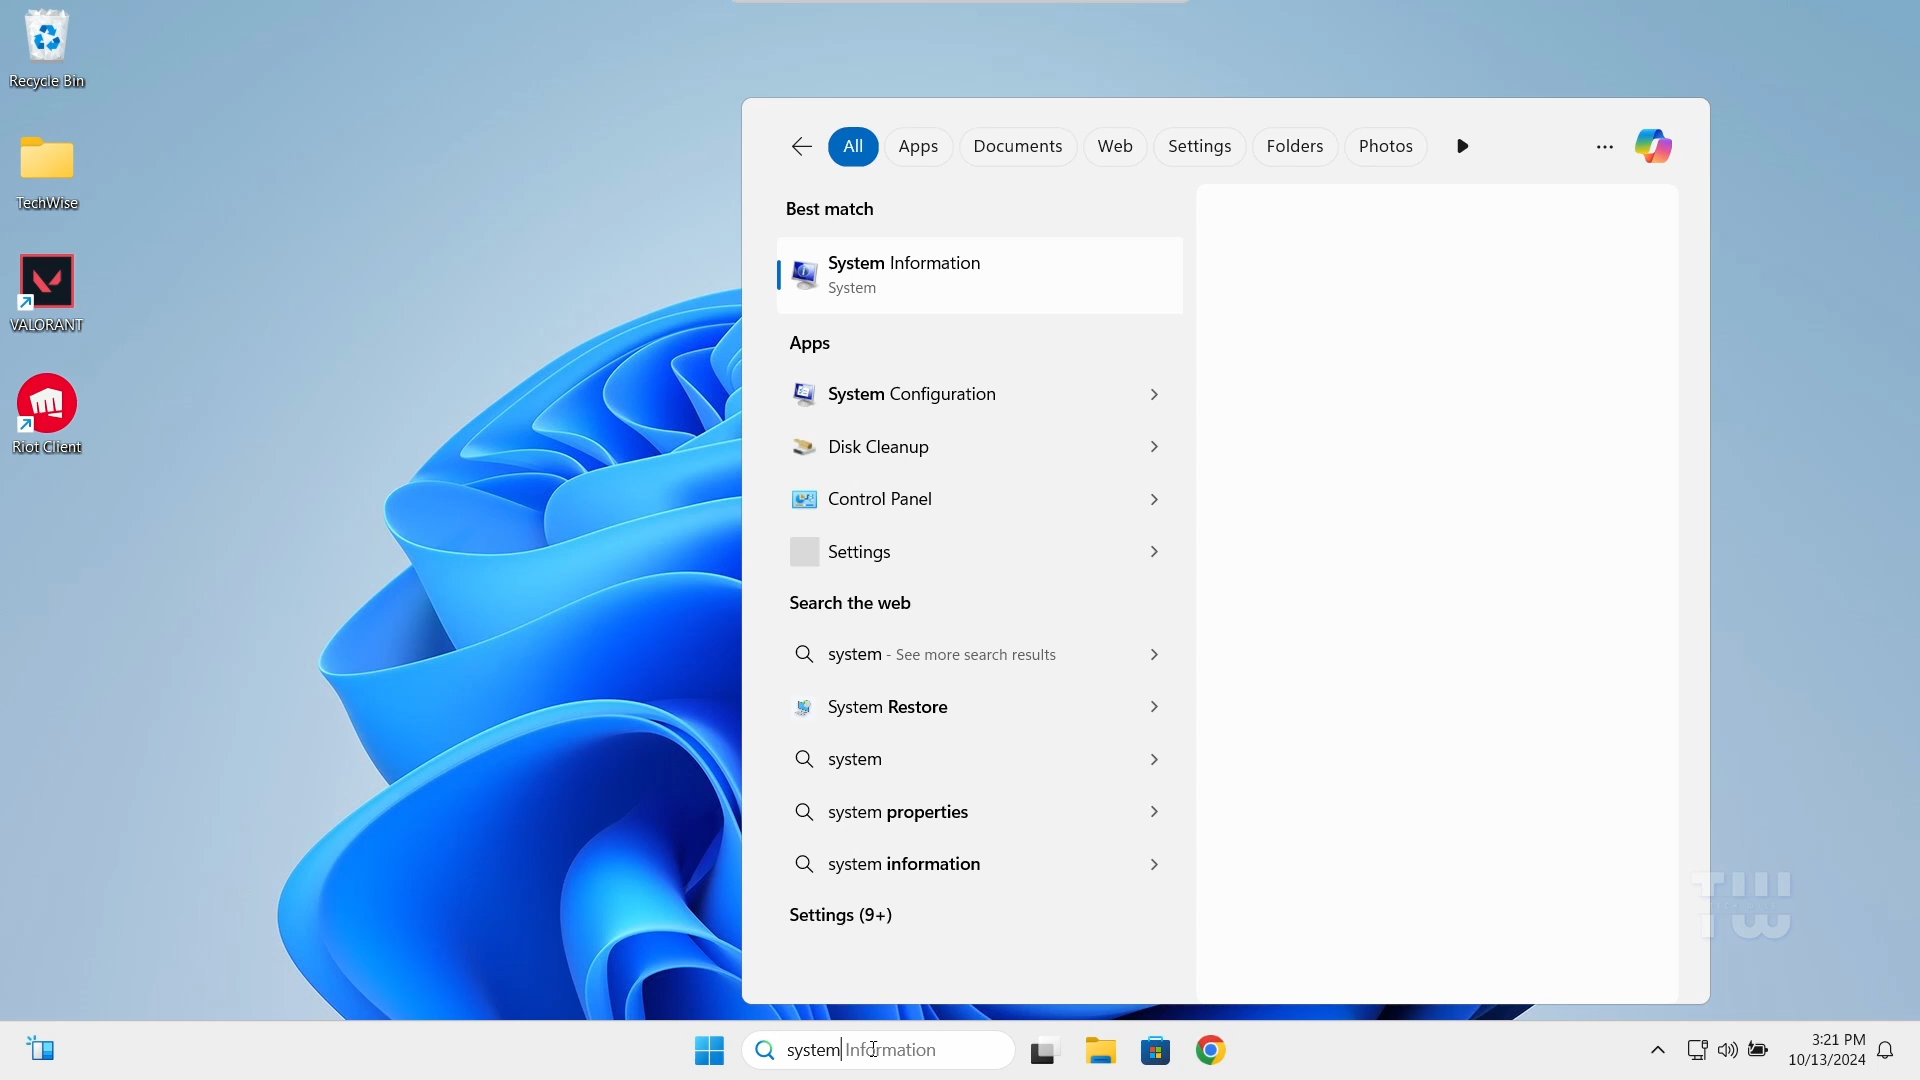 Recycle Bin
TechWise
VALORANT
Riot Client
All Apps Documents Web Settings Folders Photos
Best match
System Information
System
Apps
System Configuration
Disk Cleanup
Control Panel
Settings
Search the web
system - See more search results
System Restore
system
system properties
system information
Settings (9+)
TW
system Information
3:21 PM
10/13/2024